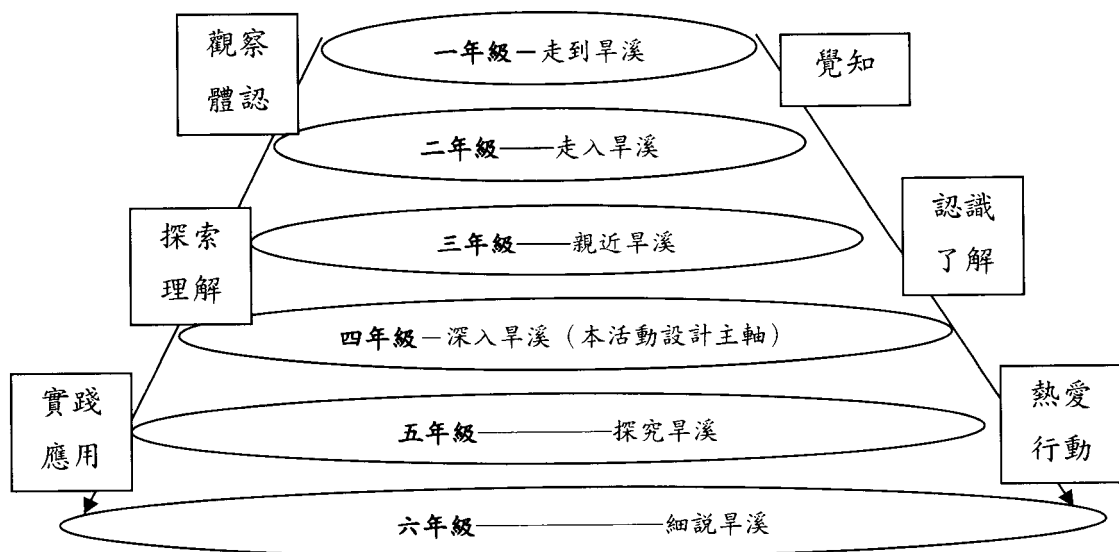 觀察
體認
一年級－走到旱溪
覺知
二年級——走入旱溪
探索
理解
三年級——親近旱溪
認識
了解
四年級－深入旱溪（本活動設計主軸）
實踐
應用
五年級——————探究旱溪
熱愛
行動
六年級————————細說旱溪